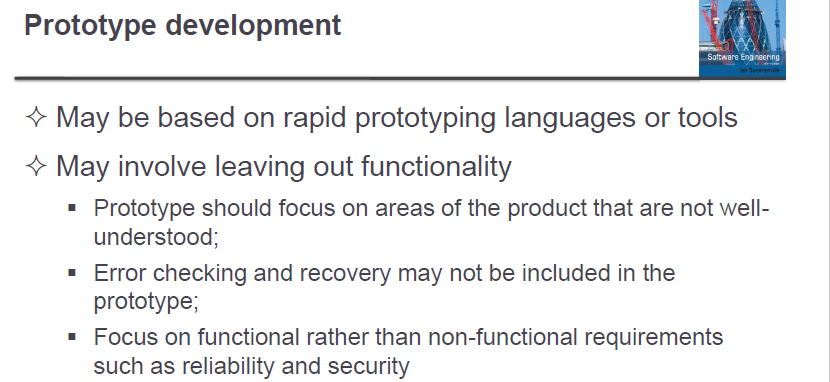 Prototype development
Software Engineering
Ian Sommerville
✧ May be based on rapid prototyping languages or tools
✧ May involve leaving out functionality
▪ Prototype should focus on areas of the product that are not well-
understood;
▪ Error checking and recovery may not be included in the
prototype;
▪ Focus on functional rather than non-functional requirements
such as reliability and security